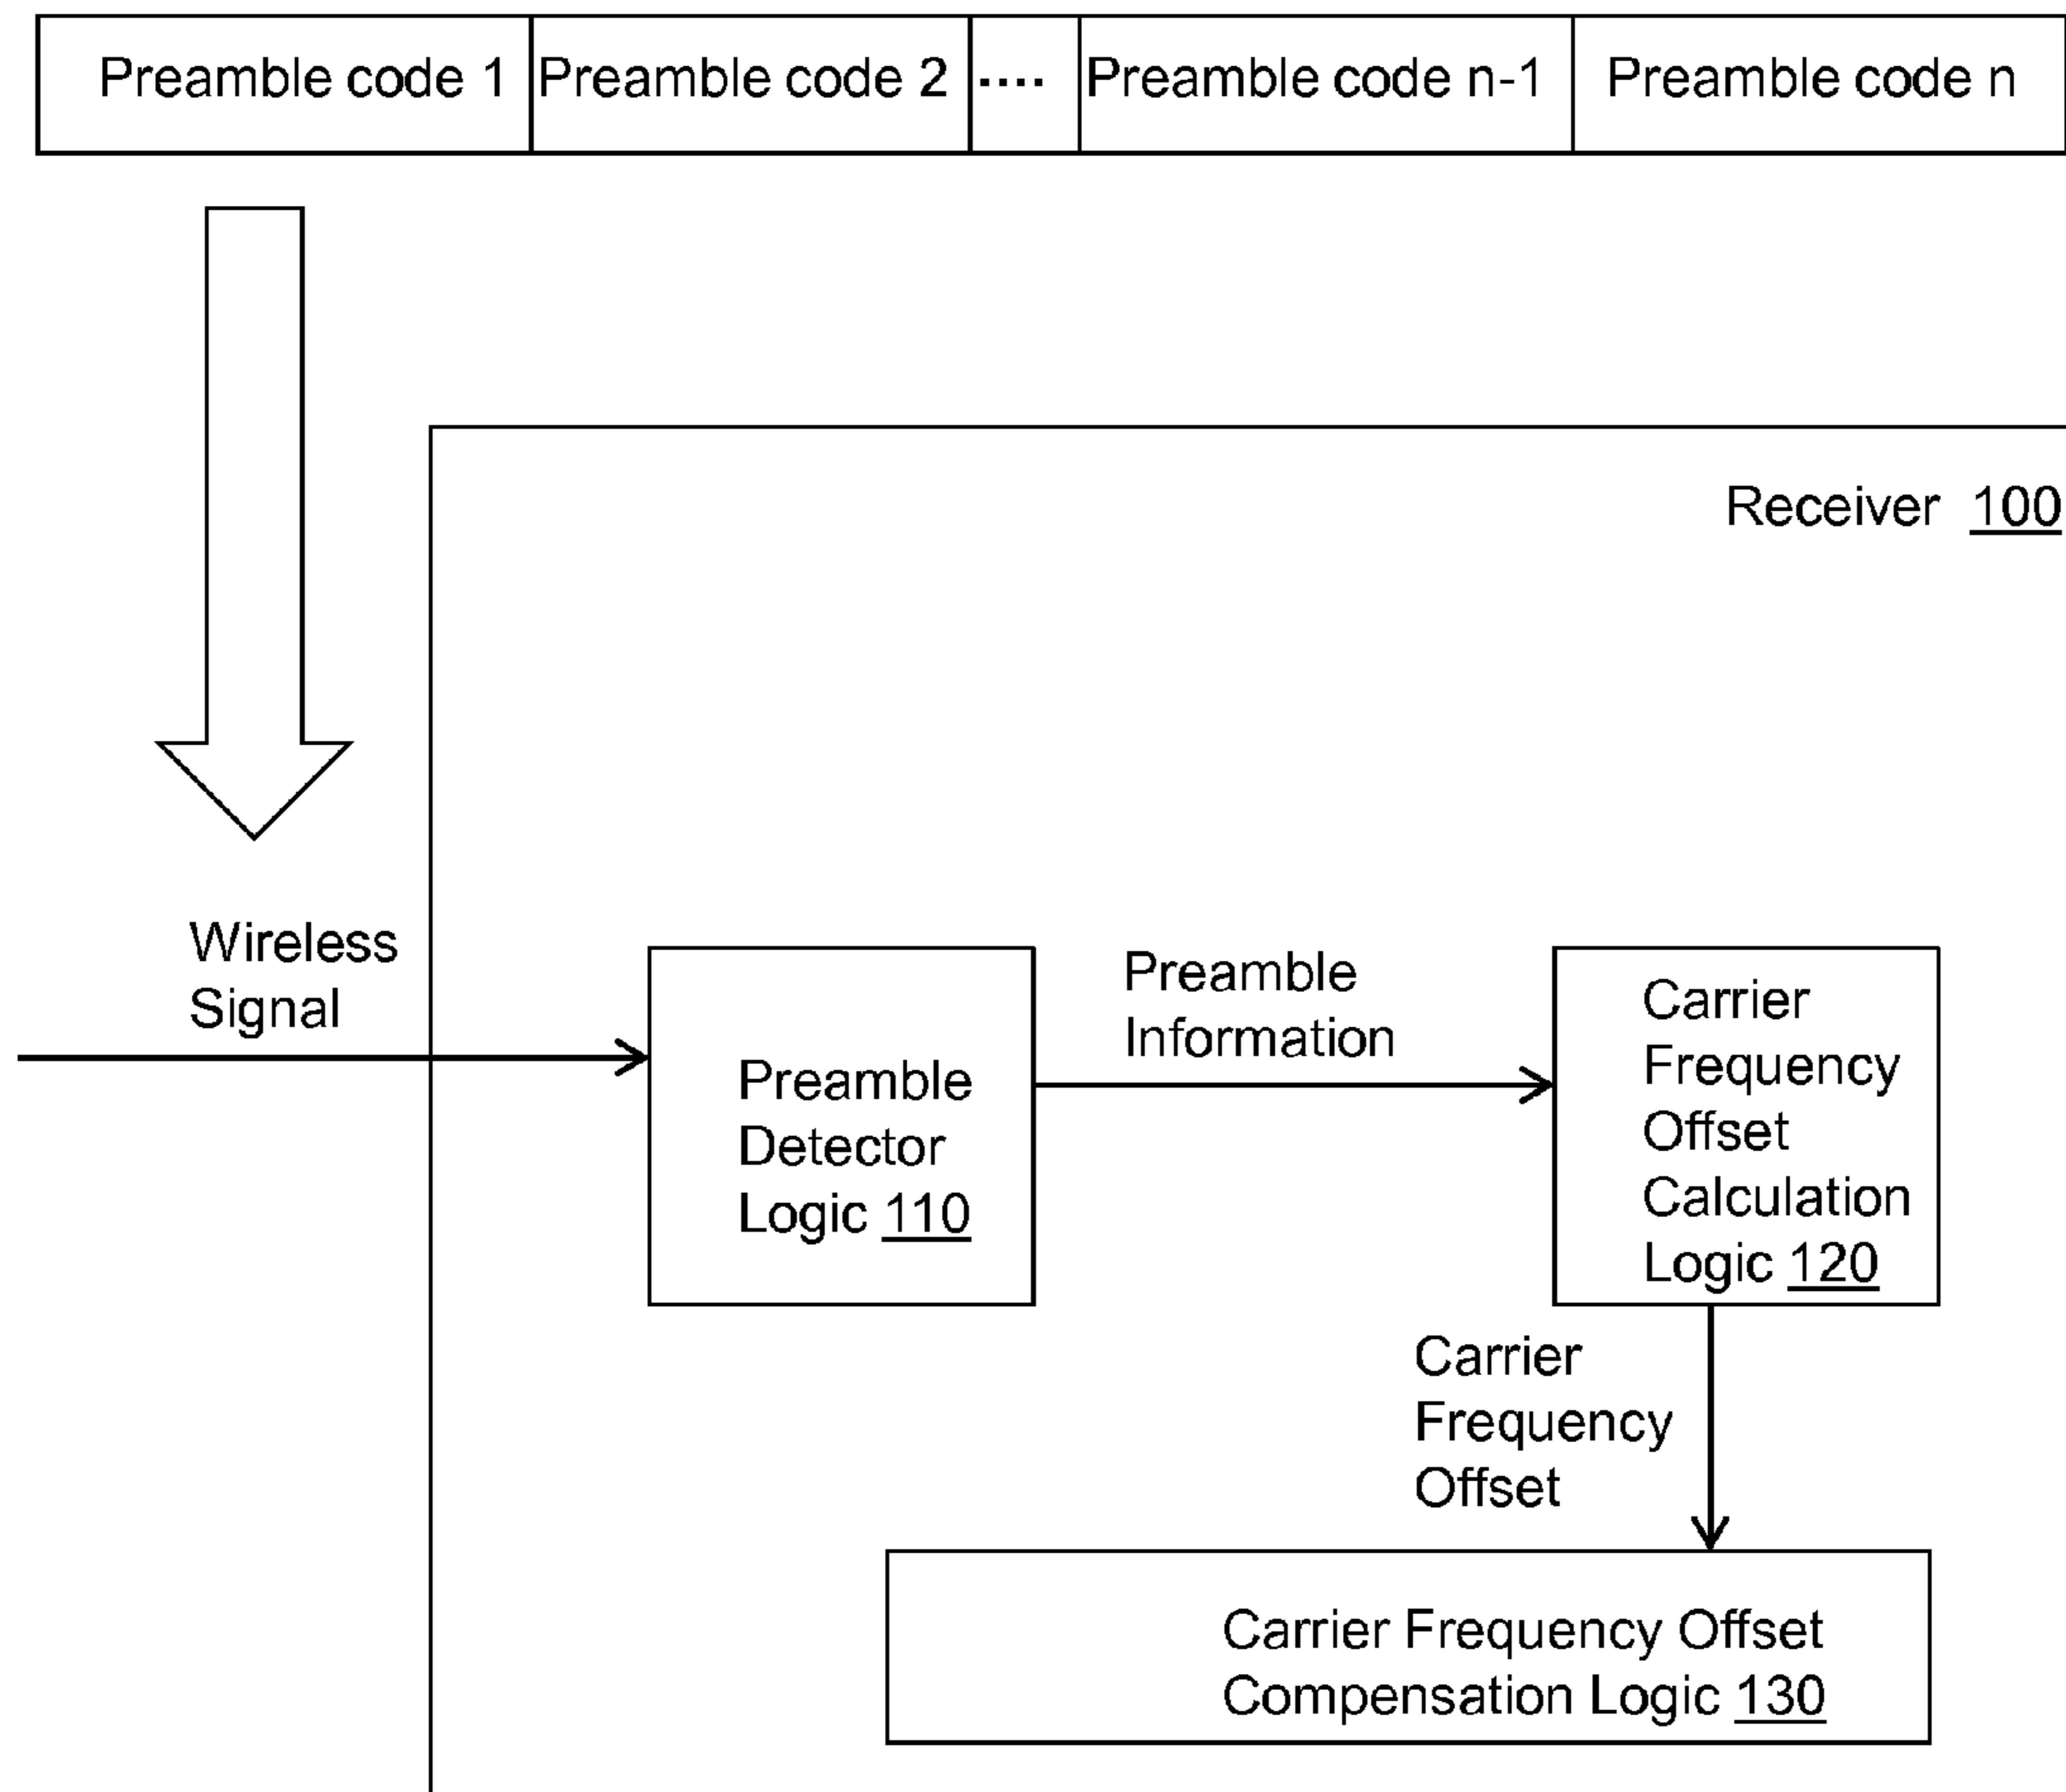 Preamble code 1 Preamble code 2 .... Preamble code n-1 Preamble code n
Receiver 100
Wireless
Signal
Preamble
Detector
Logic 110
Preamble
Information
Carrier
Frequency
Offset
Calculation
Logic 120
Carrier
Frequency
Offset
Carrier Frequency Offset
Compensation Logic 130